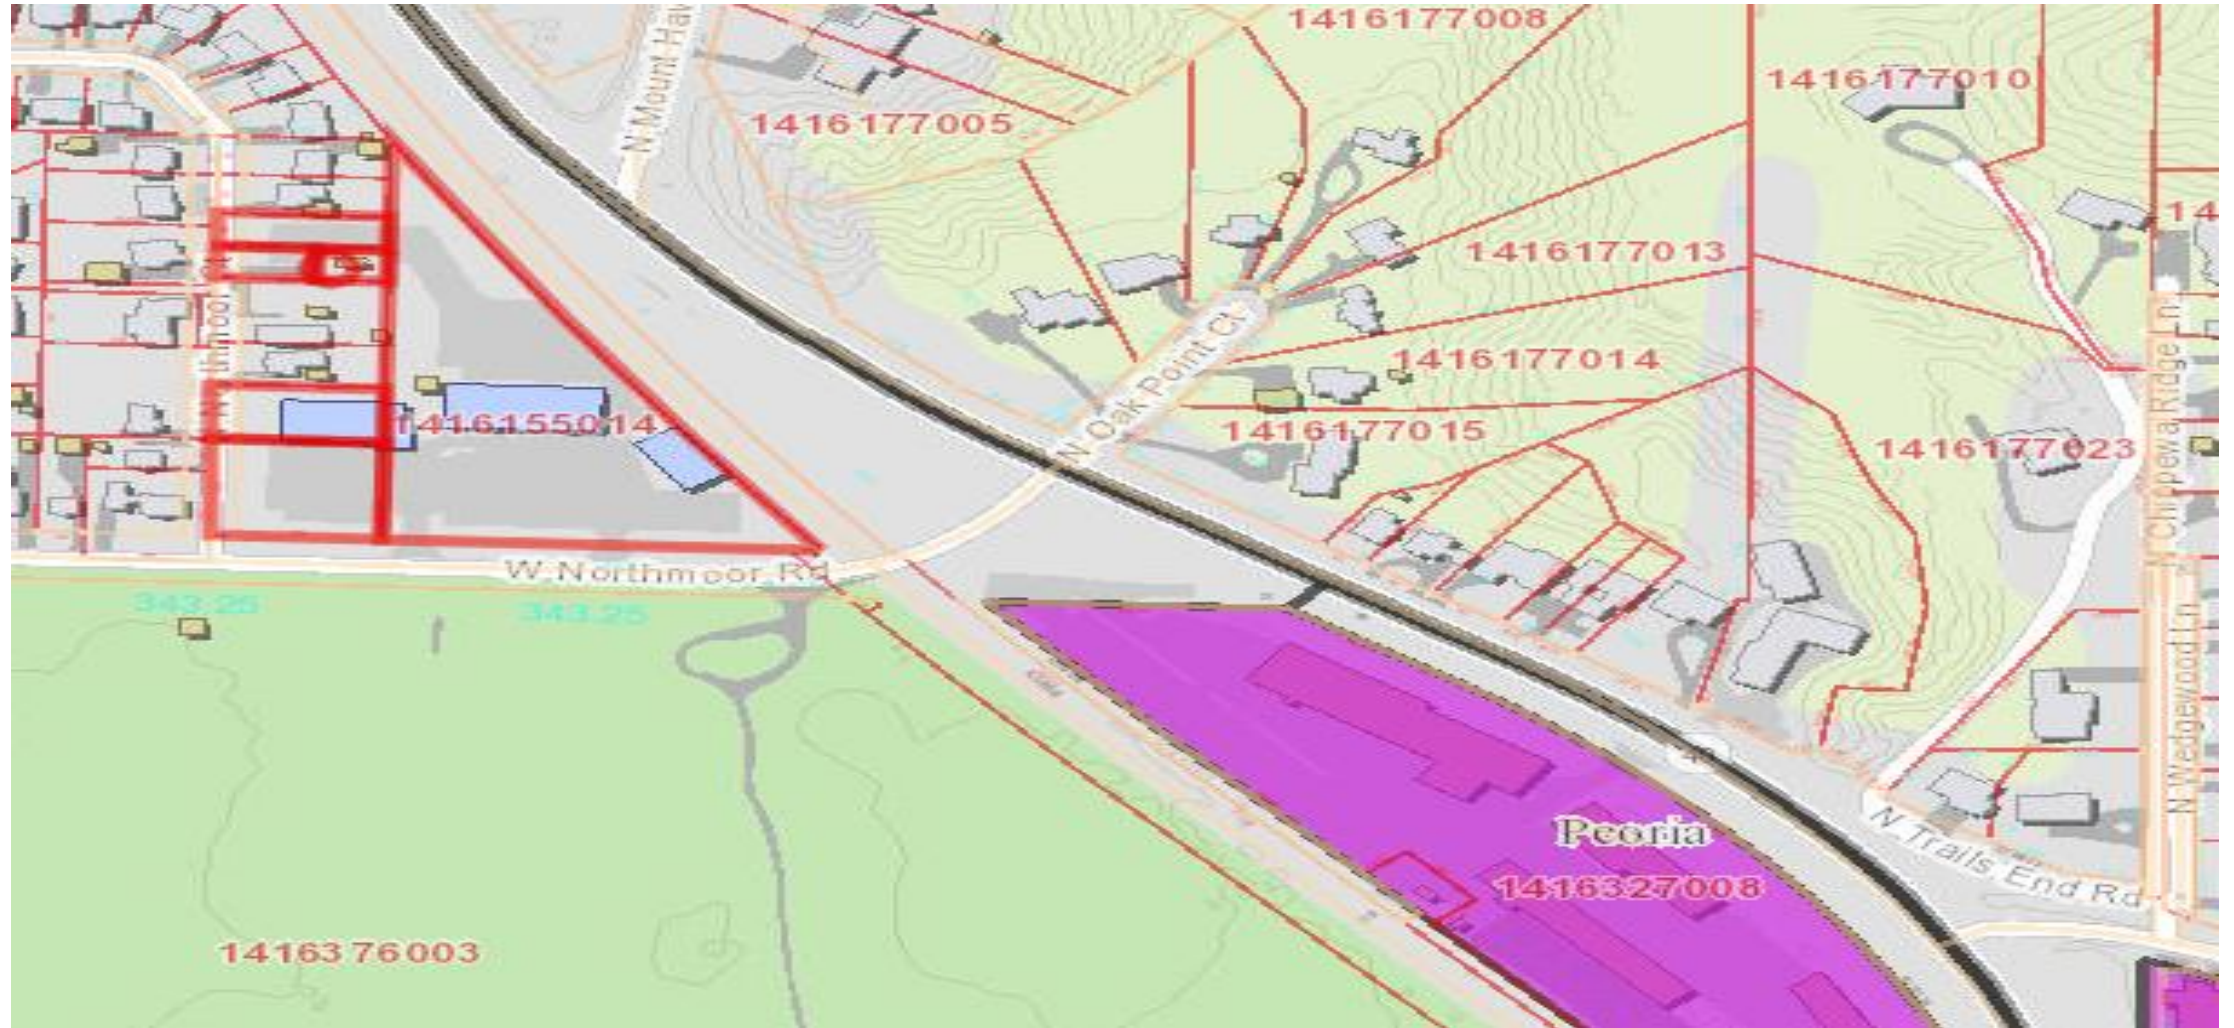 1416177008
N Mount Hav
1416177010
1416177005
14
1416177013
1416177014
1416155014
N Oak Point Ct
1416177015
1416177023
N Chippewa Ridge Ln
W Northmoor Rd
343.25
343.25
N Wedgewood Ln
Peoria
1416327008
N Trails End Rd
1416376003